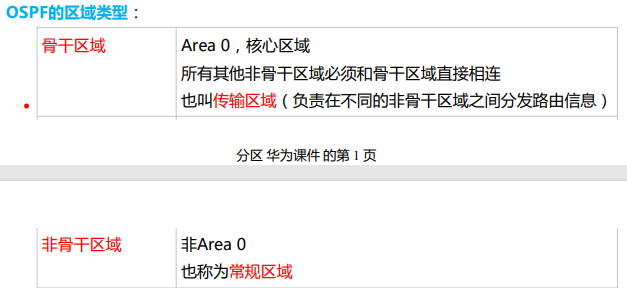 OSPF的区域类型：
骨干区域
Area 0，核心区域
所有其他非骨干区域必须和骨干区域直接相连
也叫传输区域（负责在不同的非骨干区域之间分发路由信息）
分区 华为课件 的第 1 页
非骨干区域
非Area 0
也称为常规区域